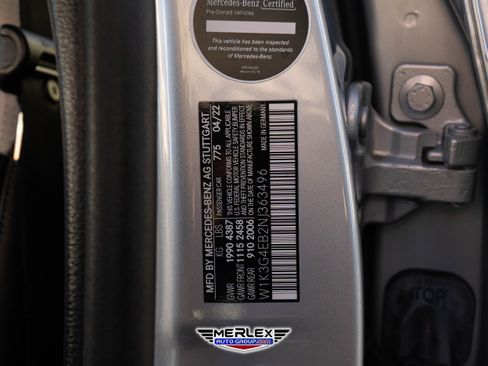 Mercedes-Benz Certified
Pre-Owned Vehicles
This vehicle has been inspected
and reconditioned to the standards
of Mercedes-Benz.
MFD BY MERCEDES-BENZ AG STUTTGART
PASSENGER CAR 775 04/22
KG LBS
GVWR 1990 4387
GAWR FRONT 1115 2458
GAWR REAR 910 2006
THIS VEHICLE CONFORMS TO ALL APPLICABLE
U.S. FEDERAL MOTOR VEHICLE SAFETY, BUMPER
AND THEFT PREVENTION STANDARDS IN EFFECT
ON THE DATE OF MANUFACTURE SHOWN ABOVE.
MADE IN GERMANY
W1K3G4EB2NJ363496
STOP
MERLEX
AUTO GROUP.com